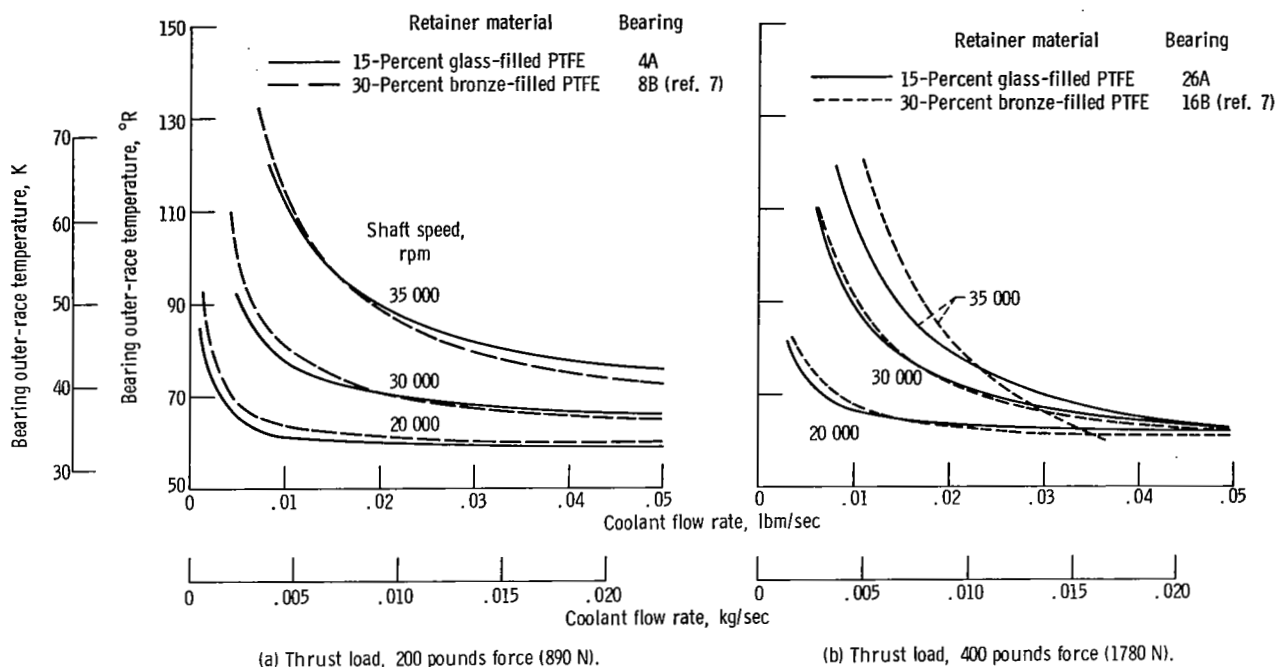 Retainer material Bearing
15-Percent glass-filled PTFE 4A
30-Percent bronze-filled PTFE 8B (ref. 7)
Bearing outer-race temperature, K
70
60
50
40
30
Bearing outer-race temperature, °R
150
130
110
90
70
50
Shaft speed,
rpm
35 000
30 000
20 000
0 .01 .02 .03 .04 .05
Retainer material Bearing
15-Percent glass-filled PTFE 26A
30-Percent bronze-filled PTFE 16B (ref. 7)
35 000
30 000
20 000
0 .01 .02 .03 .04 .05
Coolant flow rate, lbm/sec
0 .005 .010 .015 .020
0 .005 .010 .015 .020
Coolant flow rate, kg/sec
(a) Thrust load, 200 pounds force (890 N).
(b) Thrust load, 400 pounds force (1780 N).